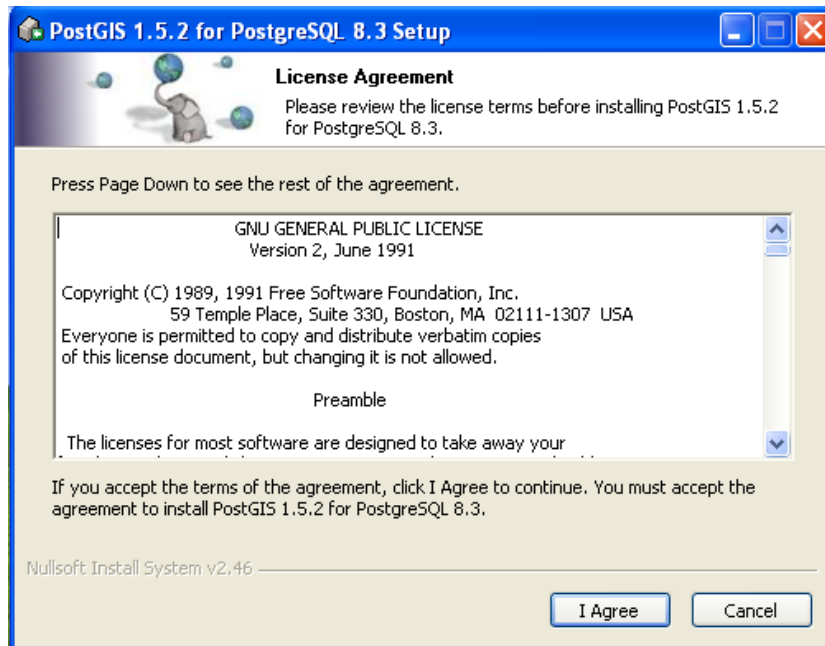 PostGIS 1.5.2 for PostgreSQL 8.3 Setup
License Agreement
Please review the license terms before installing PostGIS 1.5.2
for PostgreSQL 8.3.
Press Page Down to see the rest of the agreement.
GNU GENERAL PUBLIC LICENSE
Version 2, June 1991
Copyright (C) 1989, 1991 Free Software Foundation, Inc.
59 Temple Place, Suite 330, Boston, MA  02111-1307  USA
Everyone is permitted to copy and distribute verbatim copies
of this license document, but changing it is not allowed.
Preamble
The licenses for most software are designed to take away your
If you accept the terms of the agreement, click I Agree to continue. You must accept the
agreement to install PostGIS 1.5.2 for PostgreSQL 8.3.
Nullsoft Install System v2.46
I Agree
Cancel